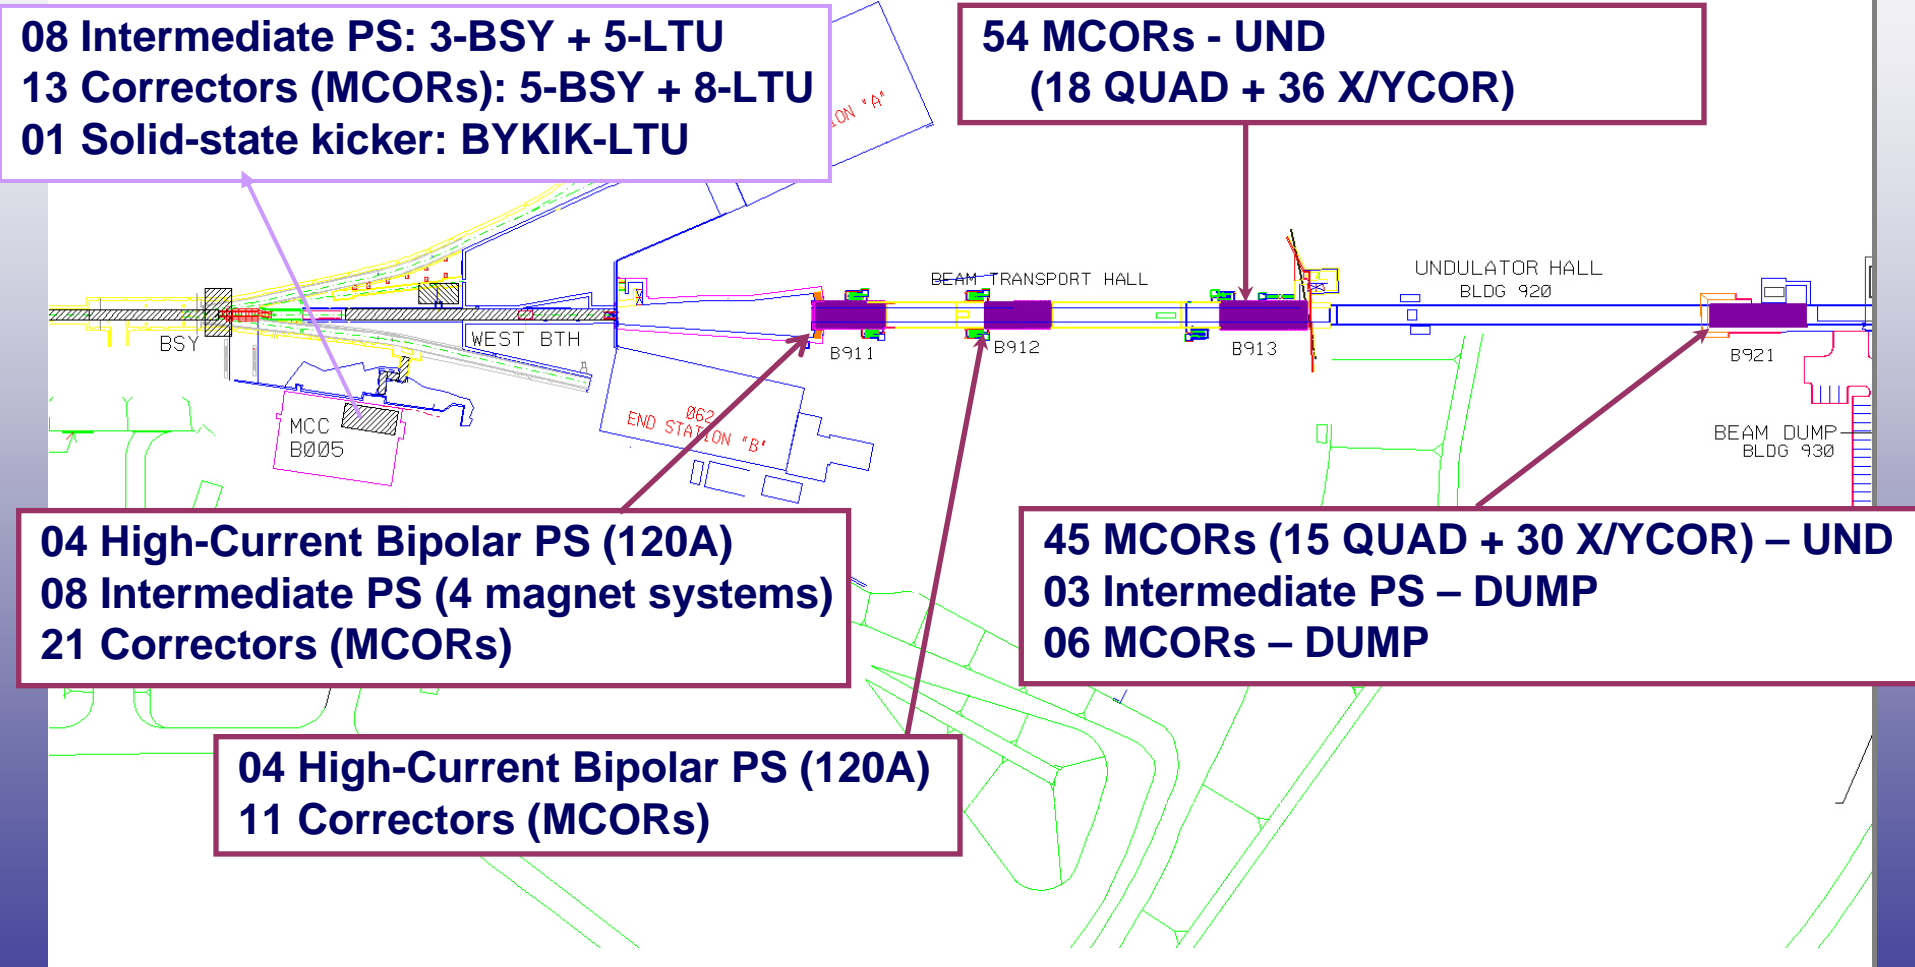 08 Intermediate PS: 3-BSY + 5-LTU
13 Correctors (MCORs): 5-BSY + 8-LTU
01 Solid-state kicker: BYKIK-LTU
54 MCORs - UND
(18 QUAD + 36 X/YCOR)
"A"
BEAM TRANSPORT HALL
UNDULATOR HALL
BLDG 920
BSY
WEST BTH
B911
B912
B913
B921
MCC
B005
062
END STATION "B"
BEAM DUMP
BLDG 930
04 High-Current Bipolar PS (120A)
08 Intermediate PS (4 magnet systems)
21 Correctors (MCORs)
45 MCORs (15 QUAD + 30 X/YCOR) – UND
03 Intermediate PS – DUMP
06 MCORs – DUMP
04 High-Current Bipolar PS (120A)
11 Correctors (MCORs)